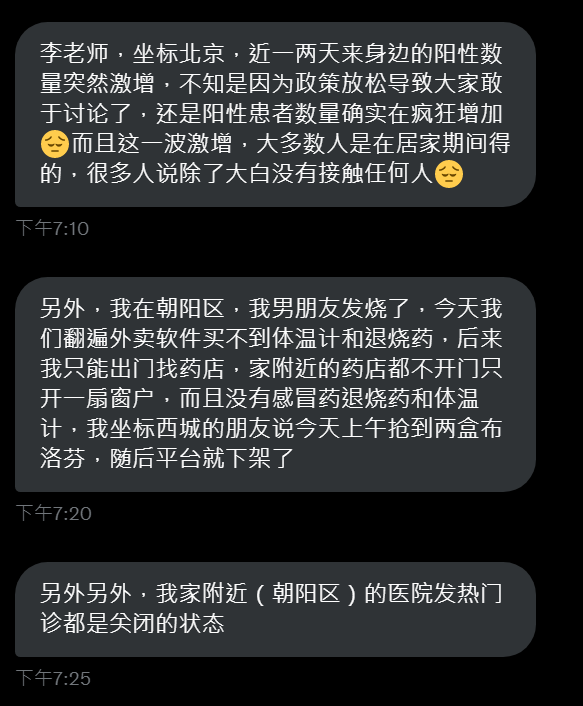 李老师，坐标北京，近一两天来身边的阳性数
量突然激增，不知是因为政策放松导致大家敢
于讨论了，还是阳性患者数量确实在疯狂增加
😔而且这一波激增，大多数人是在居家期间得
的，很多人说除了大白没有接触任何人😔
下午7:10
另外，我在朝阳区，我男朋友发烧了，今天我
们翻遍外卖软件买不到体温计和退烧药，后来
我只能出门找药店，家附近的药店都不开门只
开一扇窗户，而且没有感冒药退烧药和体温
计，我坐标西城的朋友说今天上午抢到两盒布
洛芬，随后平台就下架了
下午7:20
另外另外，我家附近（朝阳区）的医院发热门
诊都是关闭的状态
下午7:25